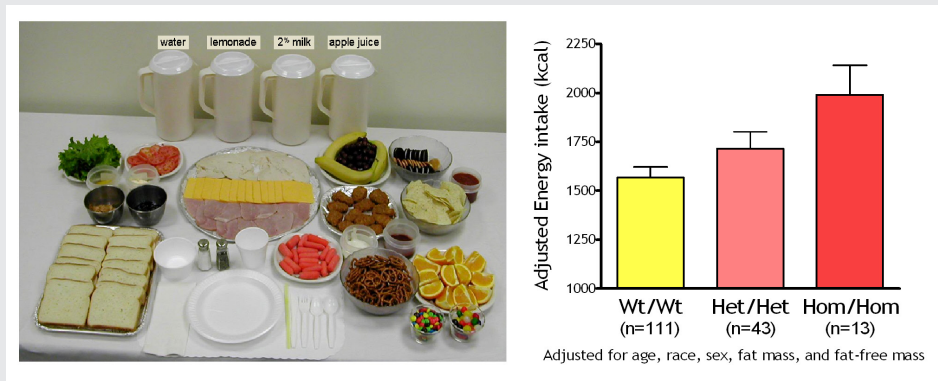 water
lemonade
2% milk
apple juice
Adjusted Energy intake (kcal)
2250
2000
1750
1500
1250
1000
Wt/Wt
(n=111)
Het/Het
(n=43)
Hom/Hom
(n=13)
Adjusted for age, race, sex, fat mass, and fat-free mass